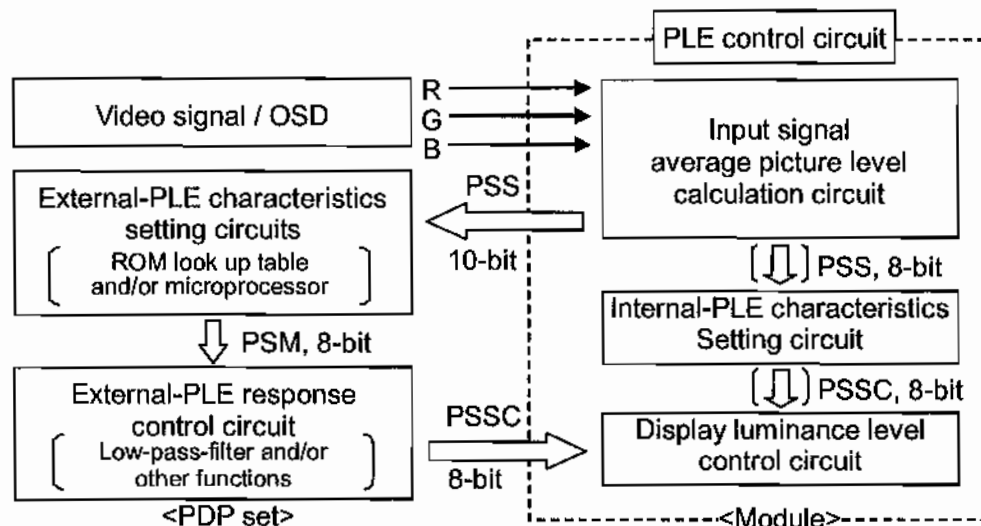 PLE control circuit
Video signal / OSD
R
G
B
Input signal
average picture level
calculation circuit
PSS
10-bit
External-PLE characteristics
setting circuits
ROM look up table
and/or microprocessor
PSS, 8-bit
Internal-PLE characteristics
Setting circuit
PSM, 8-bit
PSSC, 8-bit
External-PLE response
control circuit
Low-pass-filter and/or
other functions
PSSC
8-bit
Display luminance level
control circuit
<PDP set>
<Module>